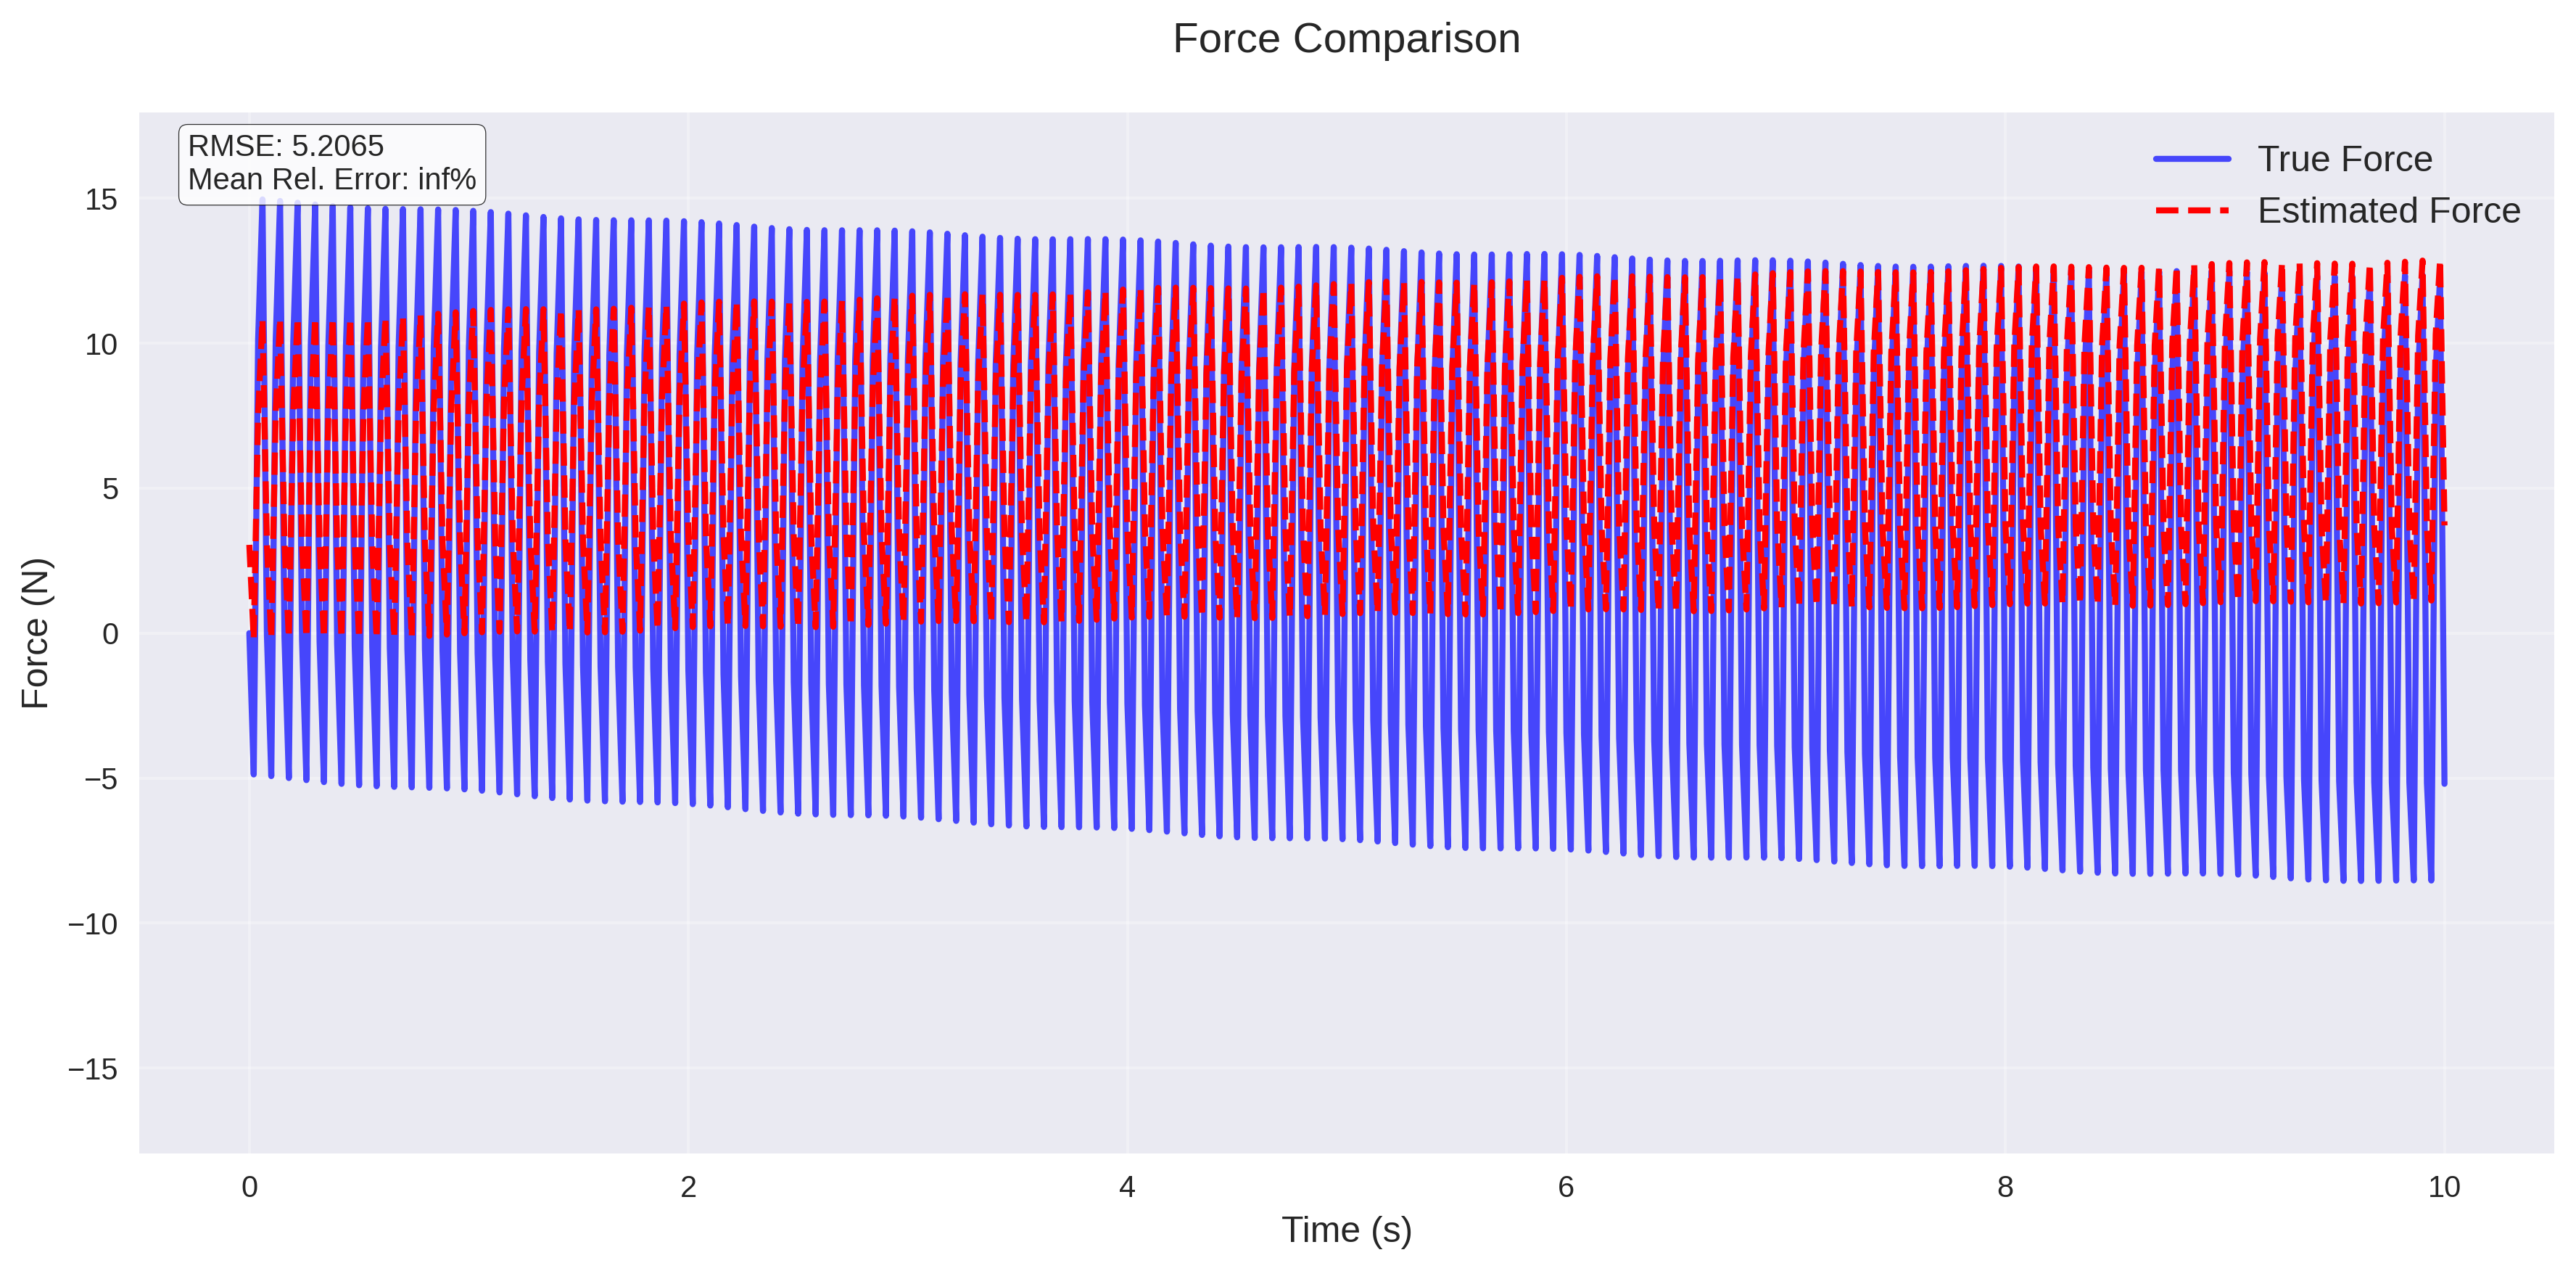 Force Comparison
RMSE: 5.2065
Mean Rel. Error: inf%
True Force
Estimated Force
15
10
5
0
−5
−10
−15
Force (N)
0
2
4
6
8
10
Time (s)